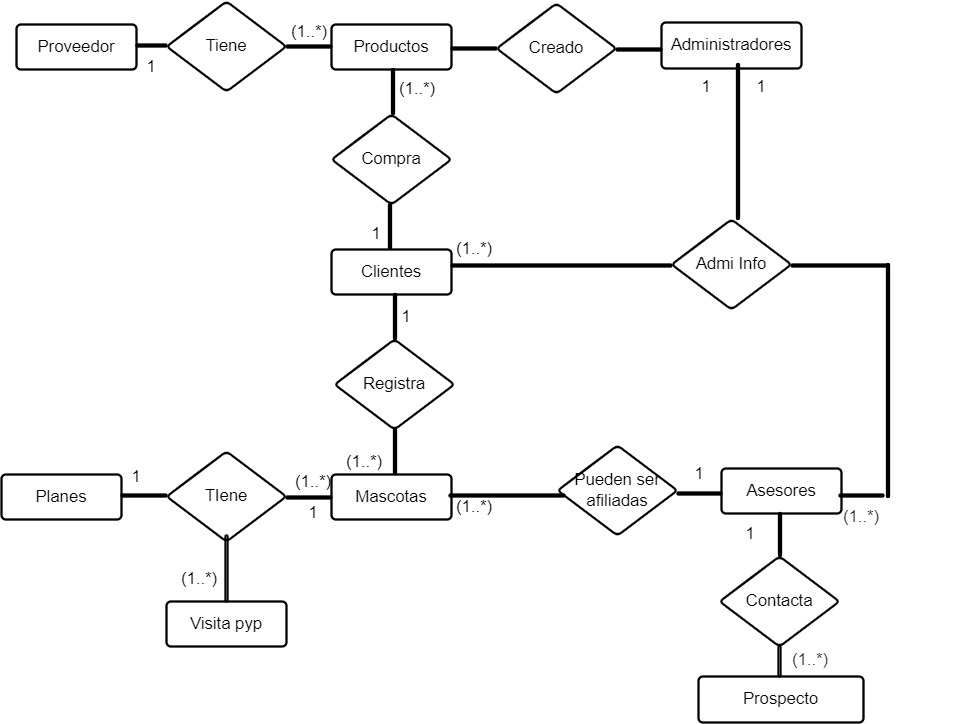 Proveedor
1
Tiene
(1..*)
Productos
Creado
Administradores
(1..*)
1
1
Compra
1
(1..*)
Clientes
Admi Info
1
Registra
(1..*)
Planes
1
TIene
(1..*)
1
Mascotas
(1..*)
Pueden ser
afiliadas
1
Asesores
(1..*)
1
(1..*)
Visita pyp
Contacta
(1..*)
Prospecto